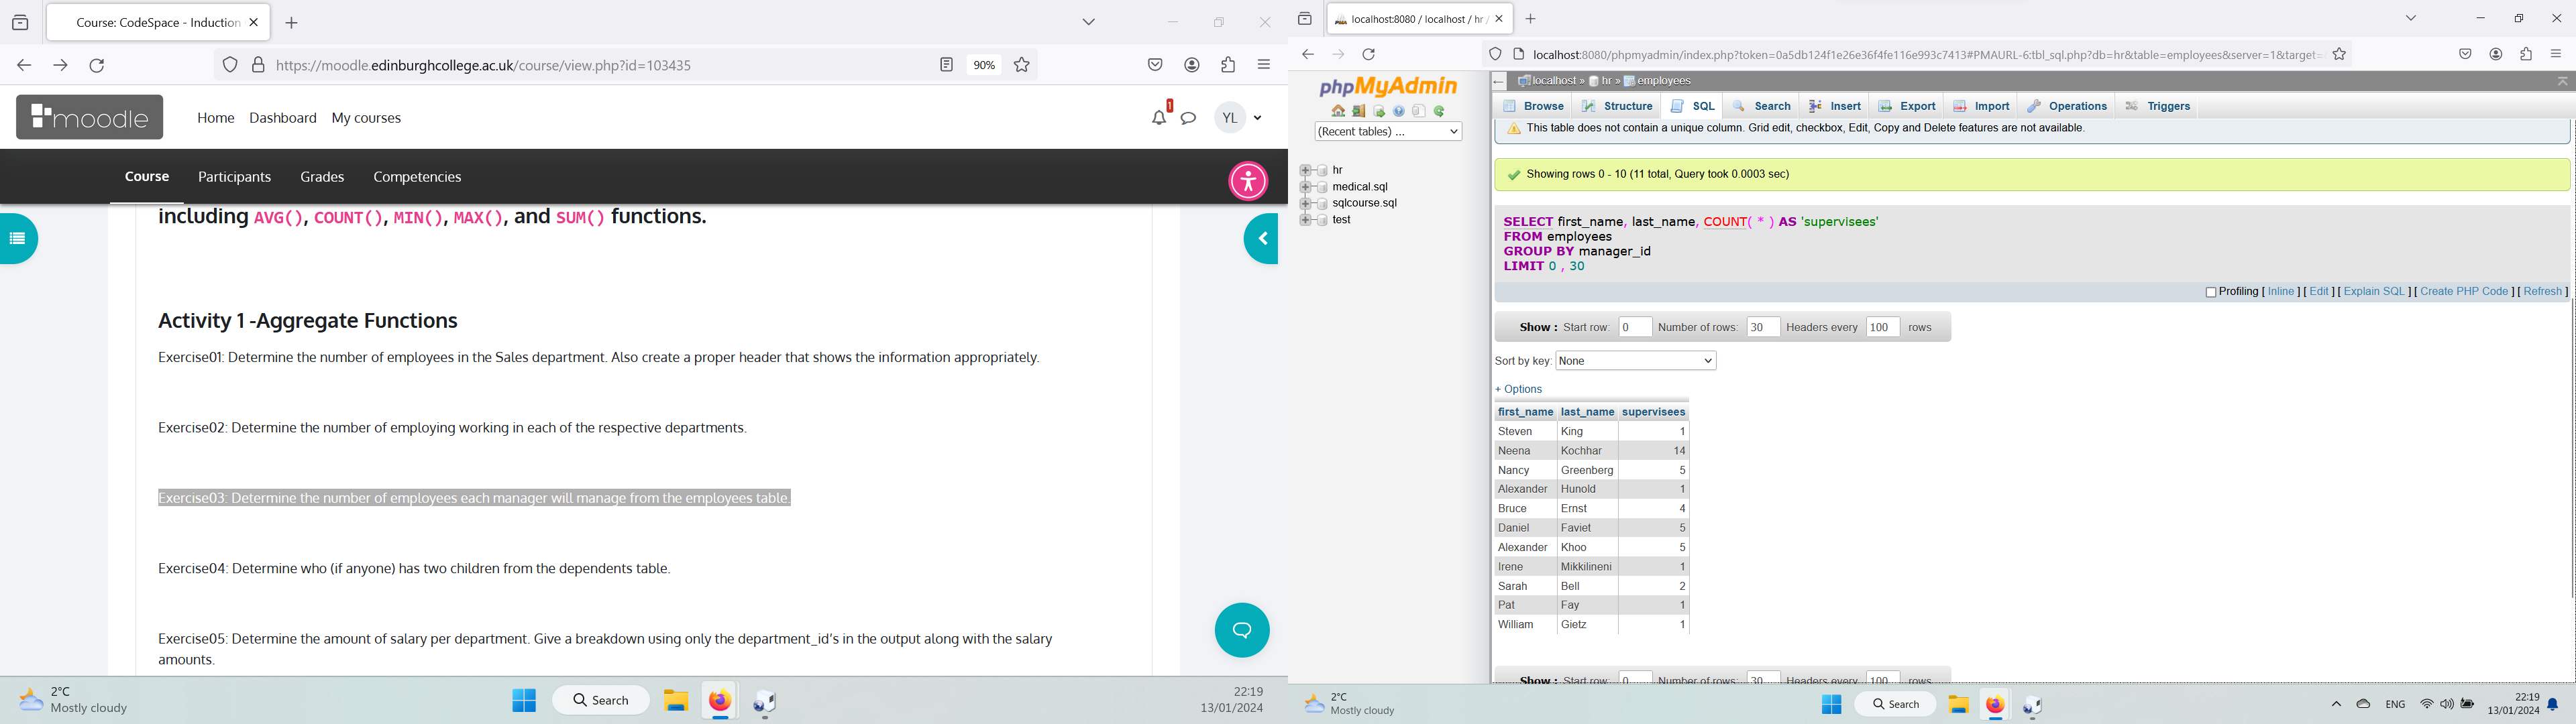 Course: CodeSpace - Induction
https://moodle.edinburghcollege.ac.uk/course/view.php?id=103435
90%
moodle
Home Dashboard My courses
1
YL
Course Participants Grades Competencies
including AVG(), COUNT(), MIN(), MAX(), and SUM() functions.
Activity 1 -Aggregate Functions
Exercise01: Determine the number of employees in the Sales department. Also create a proper header that shows the information appropriately.
Exercise02: Determine the number of employing working in each of the respective departments.
Exercise03: Determine the number of employees each manager will manage from the employees table.
Exercise04: Determine who (if anyone) has two children from the dependents table.
Exercise05: Determine the amount of salary per department. Give a breakdown using only the department_id's in the output along with the salary
amounts.
2°C
Mostly cloudy
Search
22:19
13/01/2024
localhost:8080 / localhost / hr /
localhost:8080/phpmyadmin/index.php?token=0a5db124f1e26e36f4fe116e993c7413#PMAURL-6:tbl_sql.php?db=hr&table=employees&server=1&target=
phpMyAdmin
(Recent tables) ...
hr
medical.sql
sqlcourse.sql
test
localhost » hr » employees
Browse Structure SQL Search Insert Export Import Operations Triggers
This table does not contain a unique column. Grid edit, checkbox, Edit, Copy and Delete features are not available.
Showing rows 0 - 10 (11 total, Query took 0.0003 sec)
SELECT first_name, last_name, COUNT( * ) AS 'supervisees'
FROM employees
GROUP BY manager_id
LIMIT 0 , 30
Profiling [ Inline ] [ Edit ] [ Explain SQL ] [ Create PHP Code ] [ Refresh ]
Show : Start row: 0 Number of rows: 30 Headers every 100 rows
Sort by key: None
+ Options
first_name last_name supervisees
Steven King 1
Neena Kochhar 14
Nancy Greenberg 5
Alexander Hunold 1
Bruce Ernst 4
Daniel Faviet 5
Alexander Khoo 5
Irene Mikkilineni 1
Sarah Bell 2
Pat Fay 1
William Gietz 1
Show : Start row: 0 Number of rows: 30 Headers every 100 rows
2°C
Mostly cloudy
Search
ENG
22:19
13/01/2024